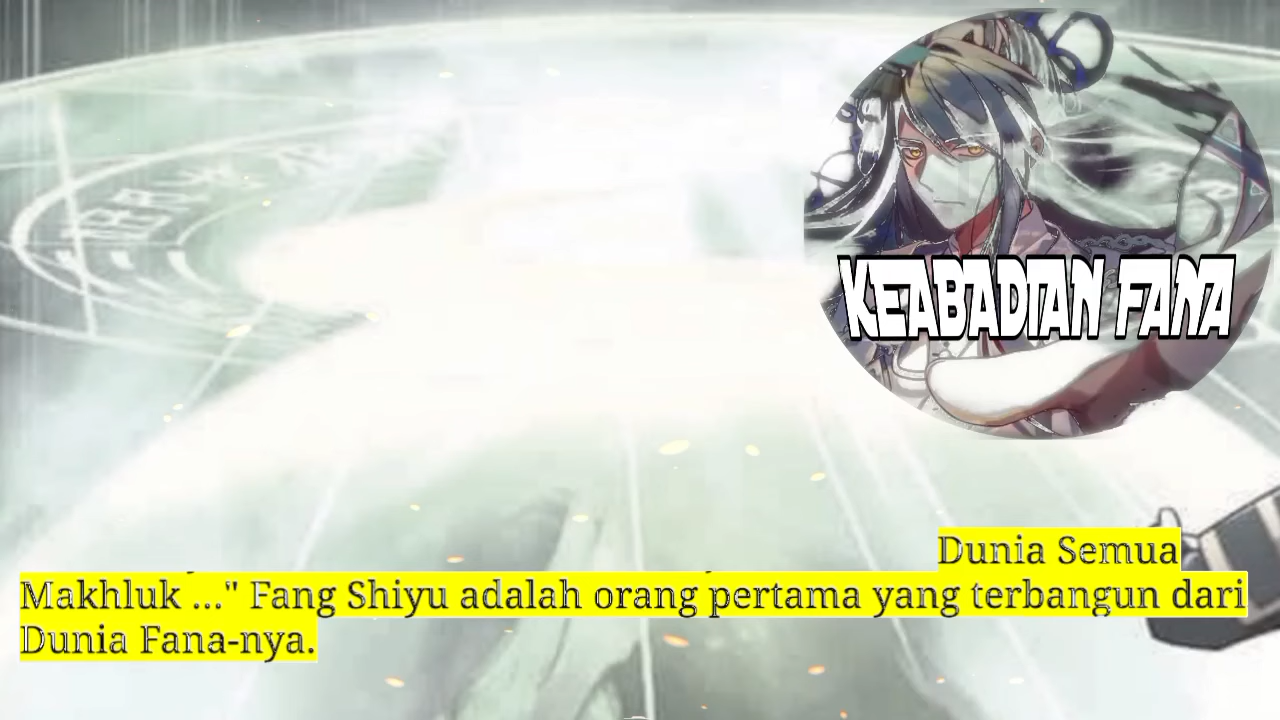 KEABADIAN FANA
Dunia Semua
Makhluk ..." Fang Shiyu adalah orang pertama yang terbangun dari
Dunia Fana-nya.